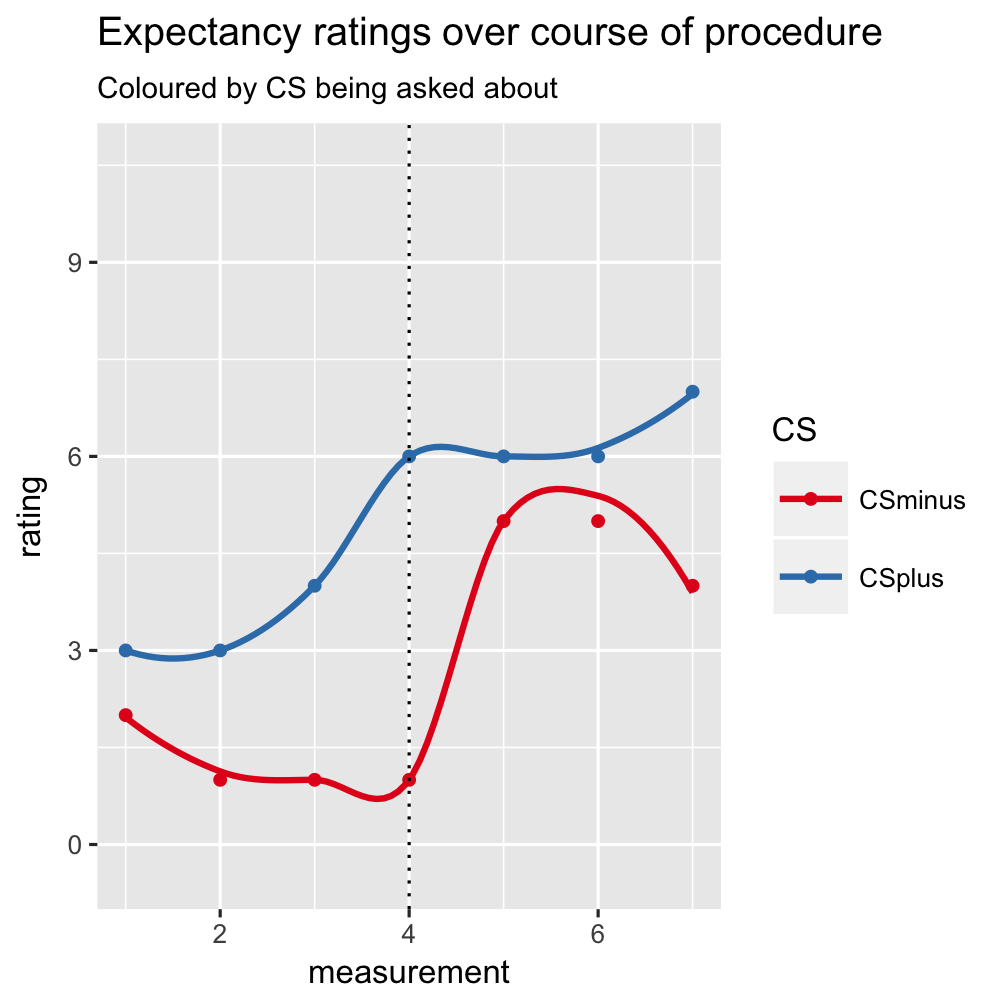 Expectancy ratings over course of procedure
Coloured by CS being asked about
9
6
3
0
rating
2
4
6
measurement
CS
CSminus
CSplus